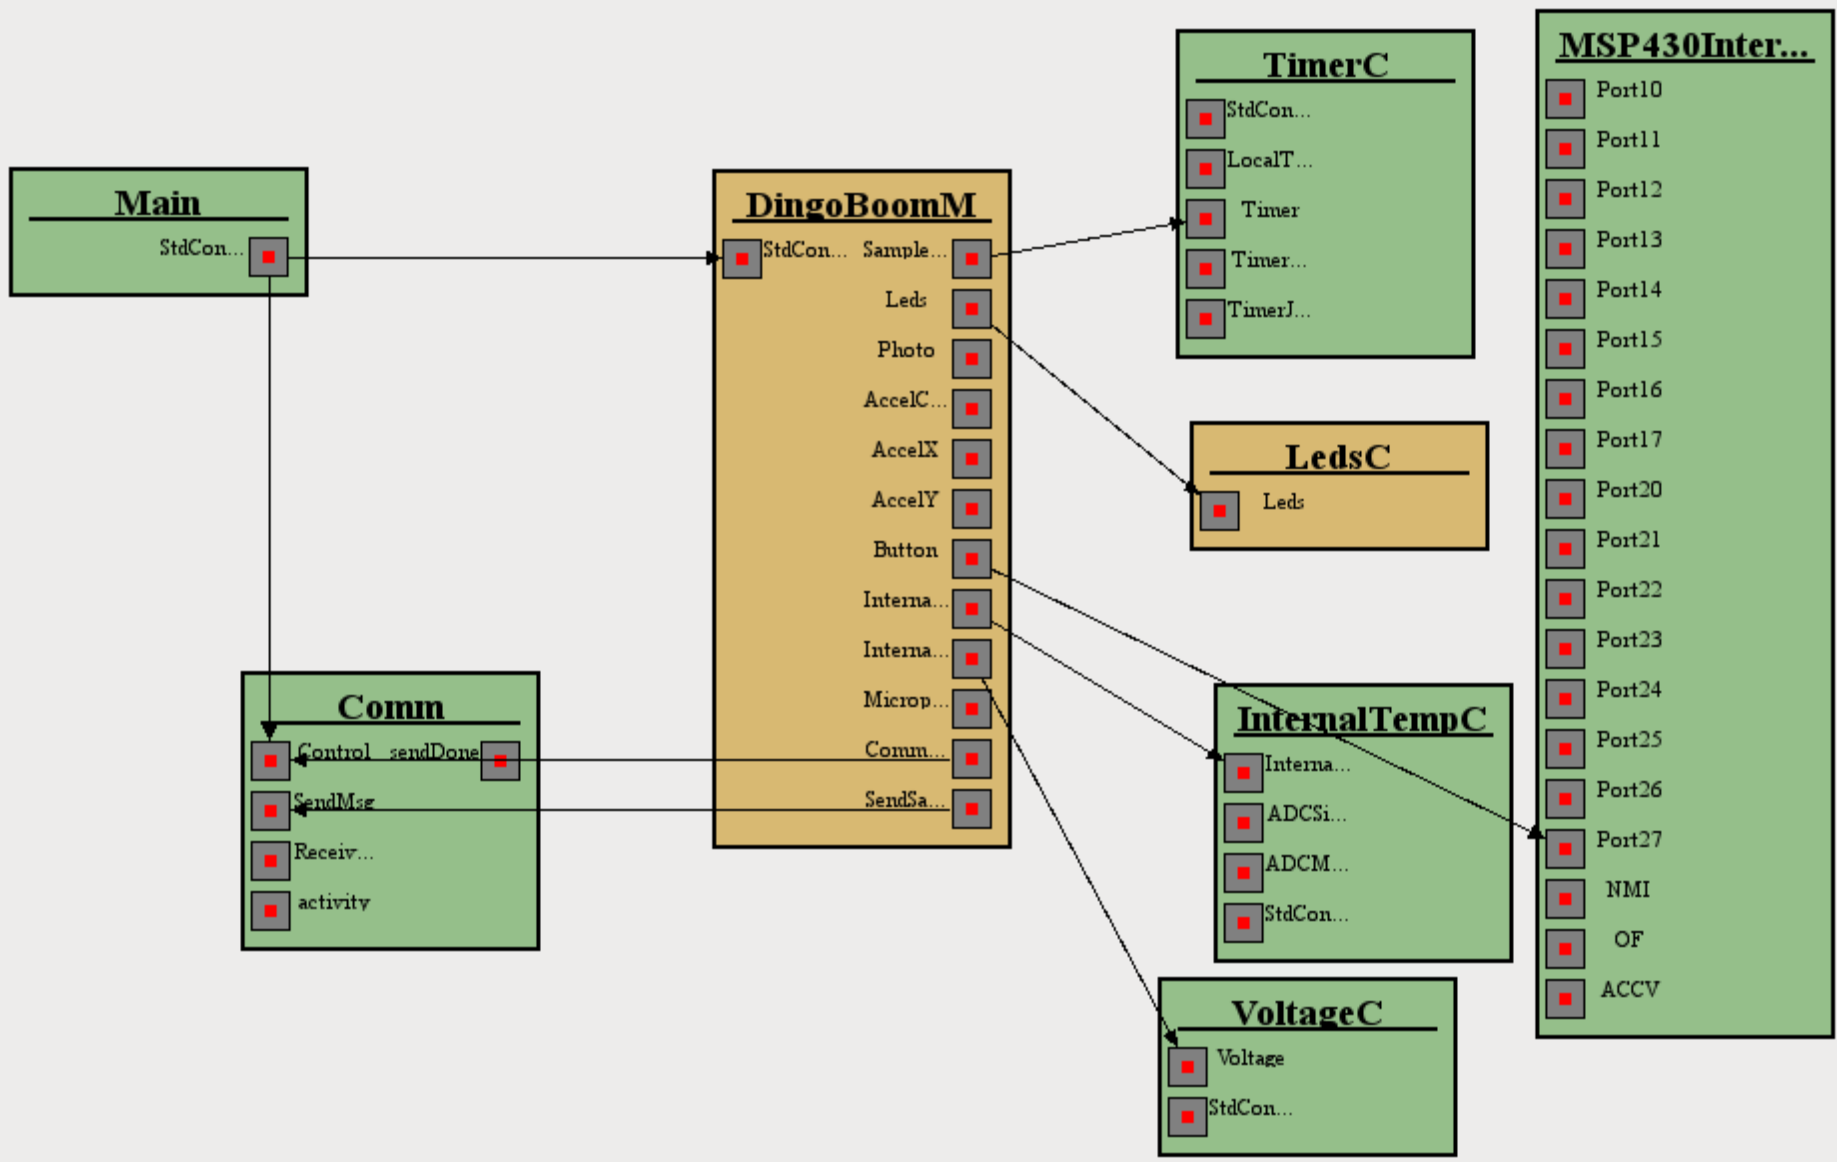 Main
StdCon...
Comm
Control
sendDone
SendMsg
Receiv...
activity
DingoBoomM
StdCon...
Sample...
Leds
Photo
AccelC...
AccelX
AccelY
Button
Interna...
Interna...
Microp...
Comm...
SendSa...
TimerC
StdCon...
LocalT...
Timer
Timer...
TimerJ...
LedsC
Leds
InternalTempC
Interna...
ADCSi...
ADCM...
StdCon...
VoltageC
Voltage
StdCon...
MSP430Inter...
Port10
Port11
Port12
Port13
Port14
Port15
Port16
Port17
Port20
Port21
Port22
Port23
Port24
Port25
Port26
Port27
NMI
OF
ACCV